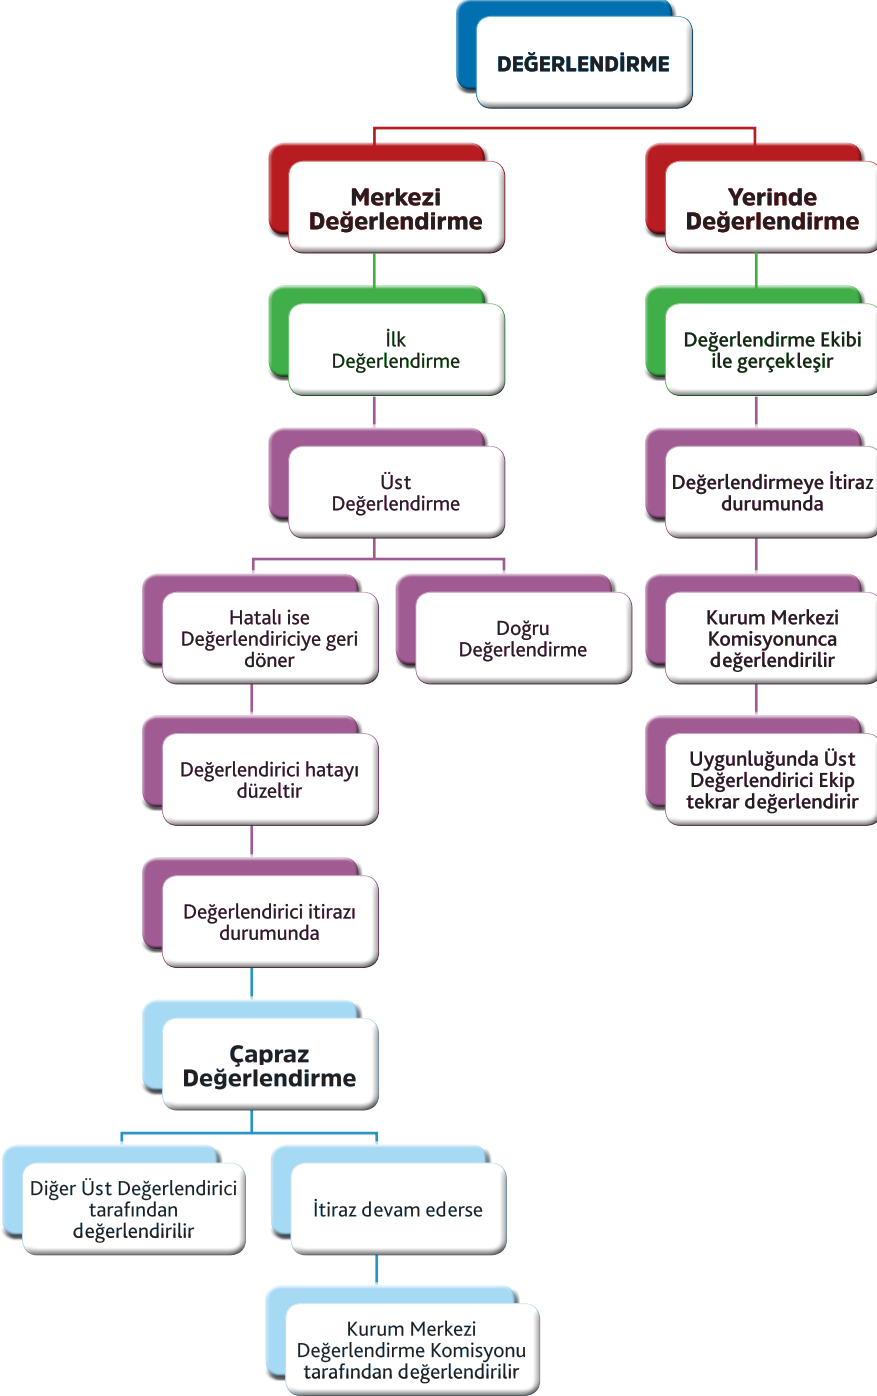 DEĞERLENDİRME
Merkezi
Değerlendirme
Yerinde
Değerlendirme
İlk
Değerlendirme
Değerlendirme Ekibi
ile gerçekleşir
Üst
Değerlendirme
Değerlendirmeye İtiraz
durumunda
Hatalı ise
Değerlendiriciye geri
döner
Doğru
Değerlendirme
Kurum Merkezi
Komisyonunca
değerlendirilir
Değerlendirici hatayı
düzeltir
Uygunluğunda Üst
Değerlendirici Ekip
tekrar değerlendirir
Değerlendirici itirazı
durumunda
Çapraz
Değerlendirme
Diğer Üst Değerlendirici
tarafından
değerlendirilir
İtiraz devam ederse
Kurum Merkezi
Değerlendirme Komisyonu
tarafından değerlendirilir